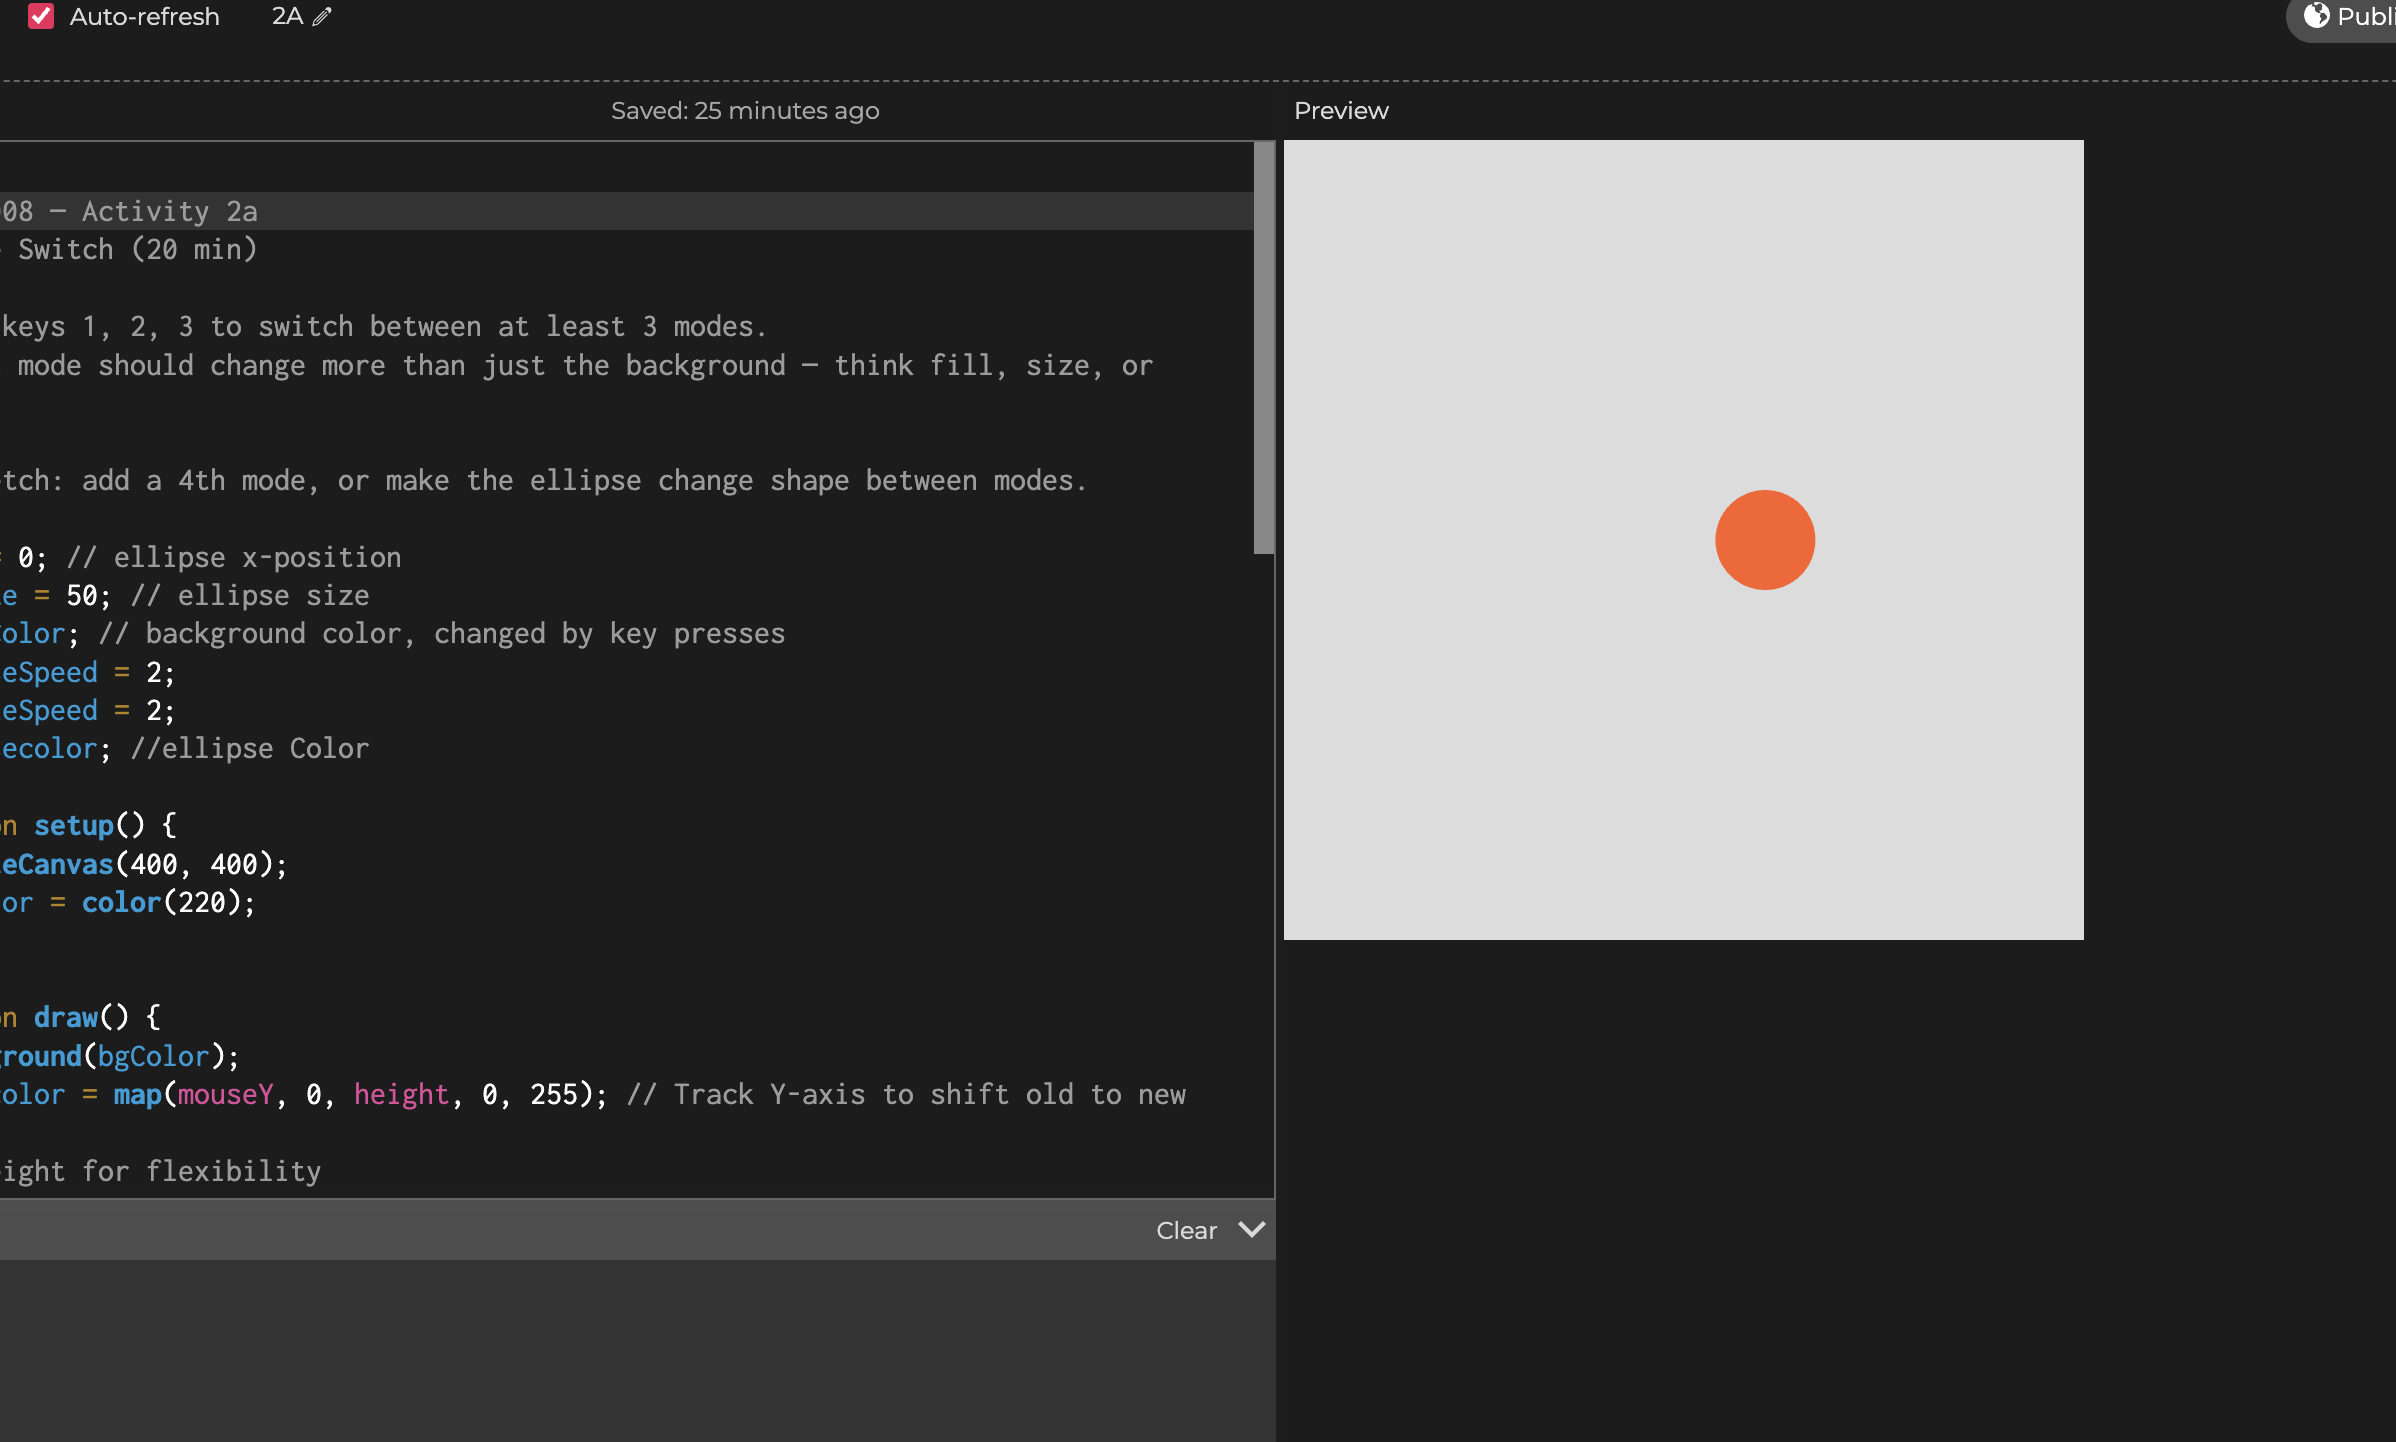 Auto-refresh 2A Publi
Saved: 25 minutes ago
Preview
08 — Activity 2a
Switch (20 min)
keys 1, 2, 3 to switch between at least 3 modes.
mode should change more than just the background — think fill, size, or
tch: add a 4th mode, or make the ellipse change shape between modes.
= 0; // ellipse x-position
e = 50; // ellipse size
Color; // background color, changed by key presses
eSpeed = 2;
eSpeed = 2;
ecolor; //ellipse Color
on setup() {
eCanvas(400, 400);
or = color(220);
on draw() {
ground(bgColor);
color = map(mouseY, 0, height, 0, 255); // Track Y-axis to shift old to new
ight for flexibility
Clear